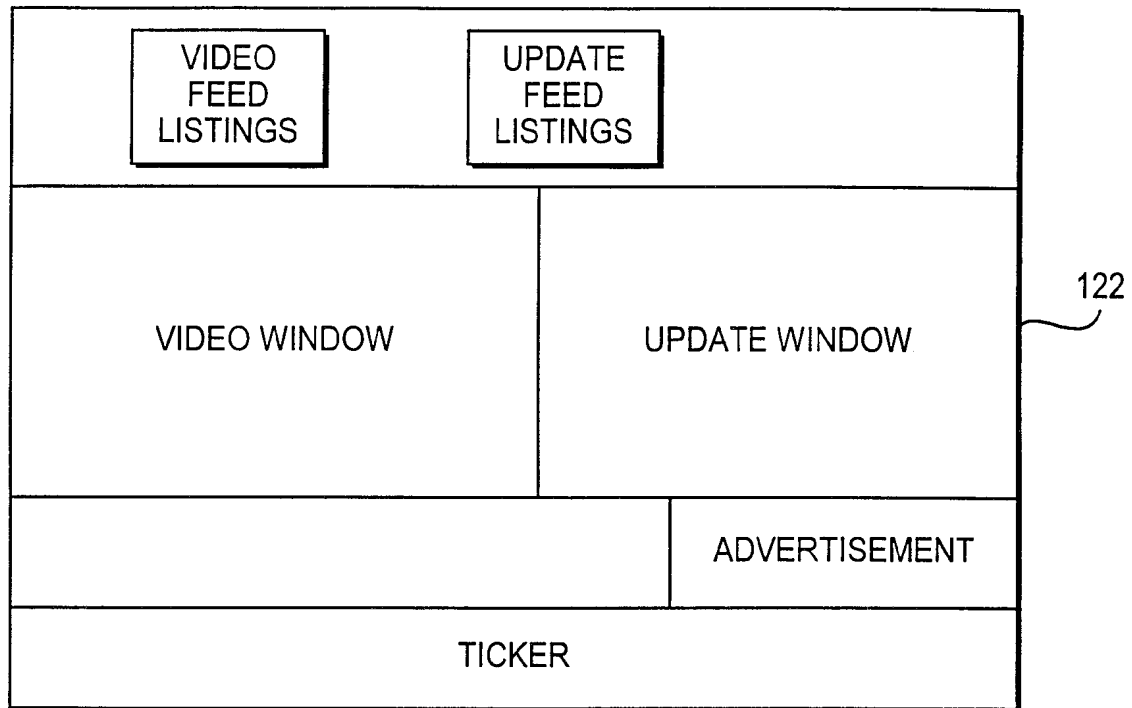 VIDEO
FEED
LISTINGS
UPDATE
FEED
LISTINGS
VIDEO WINDOW
UPDATE WINDOW
122
ADVERTISEMENT
TICKER